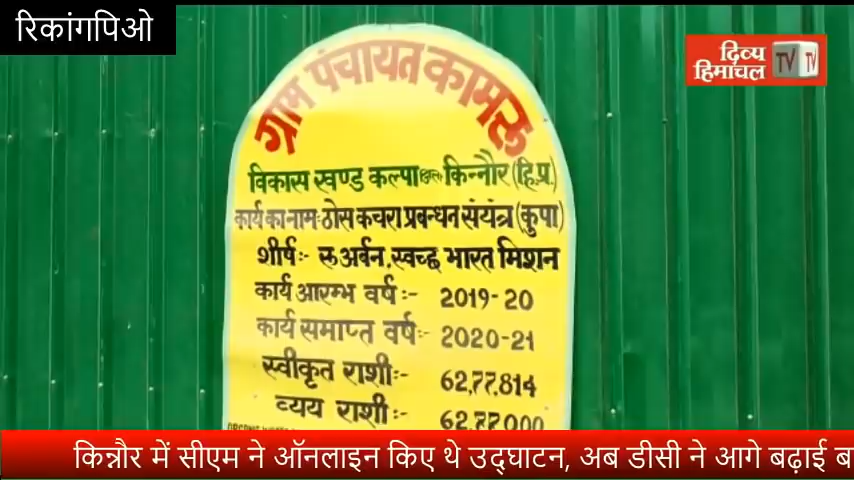 रिकांगपिओ
दिव्य
हिमाचल
TV TV
ग्राम पंचायत कामरू
विकास खण्ड कल्पा जिला किन्नौर (हि.प्र.)
कार्य का नाम:- ठोस कचरा प्रबन्धन संयंत्र (कुपा)
शीर्ष:- रूअर्बन, स्वच्छ भारत मिशन
कार्य आरम्भ वर्ष:- 2019-20
कार्य समाप्त वर्ष:- 2020-21
स्वीकृत राशी:- 62,77,814
व्यय राशी:- 62,77,000
किन्नौर में सीएम ने ऑनलाइन किए थे उद्घाटन, अब डीसी ने आगे बढ़ाई ब